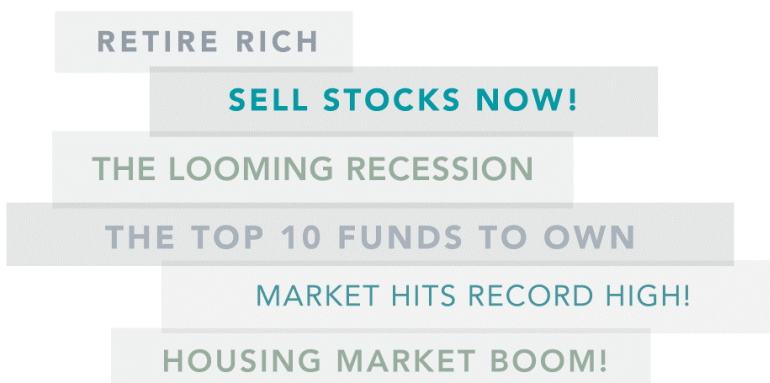 RETIRE RICH
SELL STOCKS NOW!
THE LOOMING RECESSION
THE TOP 10 FUNDS TO OWN
MARKET HITS RECORD HIGH!
HOUSING MARKET BOOM!